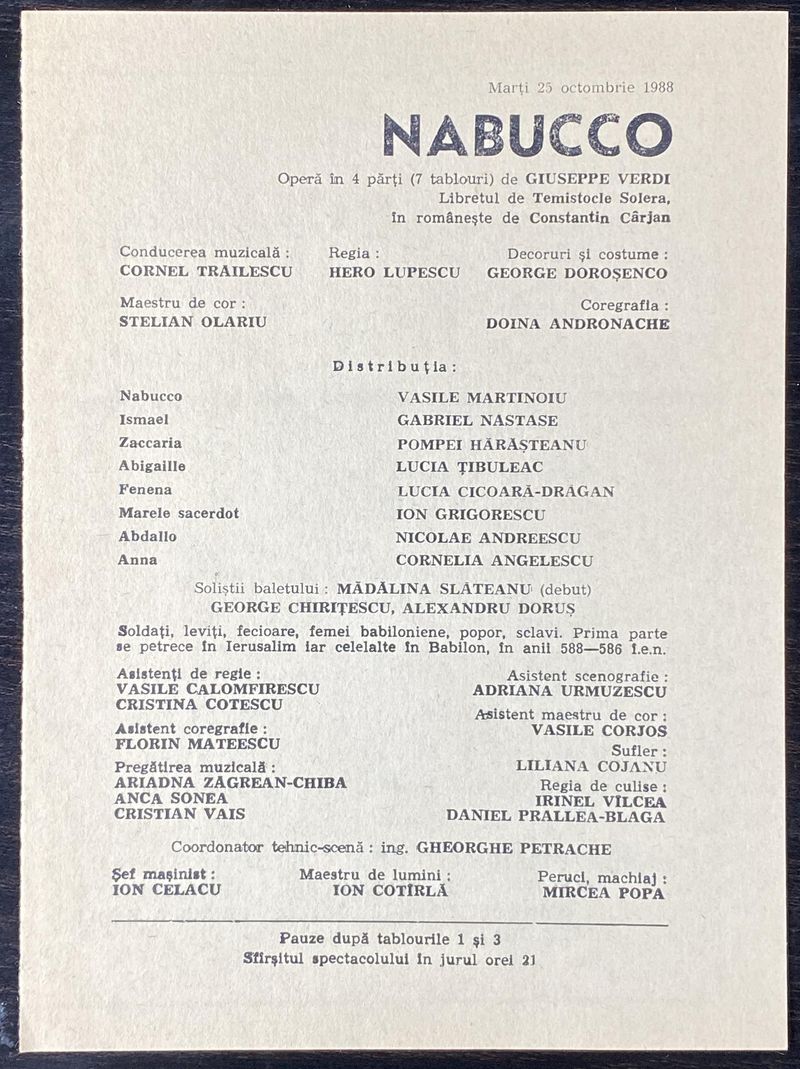 Marți 25 octombrie 1988
NABUCCO
Operă în 4 părți (7 tablouri) de GIUSEPPE VERDI
Libretul de Temistocle Solera,
în românește de Constantin Cârjan
Conducerea muzicală : Regia : Decoruri și costume :
CORNEL TRĂILESCU HERO LUPESCU GEORGE DOROȘENCO
Maestru de cor : Coregrafia :
STELIAN OLARIU DOINA ANDRONACHE
Distribuția :
Nabucco VASILE MARTINOIU
Ismael GABRIEL NASTASE
Zaccaria POMPEI HĂRĂȘTEANU
Abigaille LUCIA ȚIBULEAC
Fenena LUCIA CICOARĂ-DRĂGAN
Marele sacerdot ION GRIGORESCU
Abdallo NICOLAE ANDREESCU
Anna CORNELIA ANGELESCU
Soliștii baletului : MĂDĂLINA SLĂTEANU (debut)
GEORGE CHIRIȚESCU, ALEXANDRU DORUȘ
Soldați, leviți, fecioare, femei babiloniene, popor, sclavi. Prima parte
se petrece în Ierusalim iar celelalte în Babilon, în anii 588—586 î.e.n.
Asistenți de regie : Asistent scenografie :
VASILE CALOMFIRESCU ADRIANA URMUZESCU
CRISTINA COTESCU
Asistent maestru de cor :
Asistent coregrafie : VASILE CORJOS
FLORIN MATEESCU
Sufler :
Pregătirea muzicală : LILIANA COJANU
ARIADNA ZĂGREAN-CHIBA Regia de culise :
ANCA SONEA IRINEL VÎLCEA
CRISTIAN VAIS DANIEL PRALLEA-BLAGA
Coordonator tehnic-scenă : ing. GHEORGHE PETRACHE
Șef mașinist : Maestru de lumini : Peruci, machiaj :
ION CELACU ION COTÎRLĂ MIRCEA POPA
Pauze după tablourile 1 și 3
Sfîrșitul spectacolului în jurul orei 21